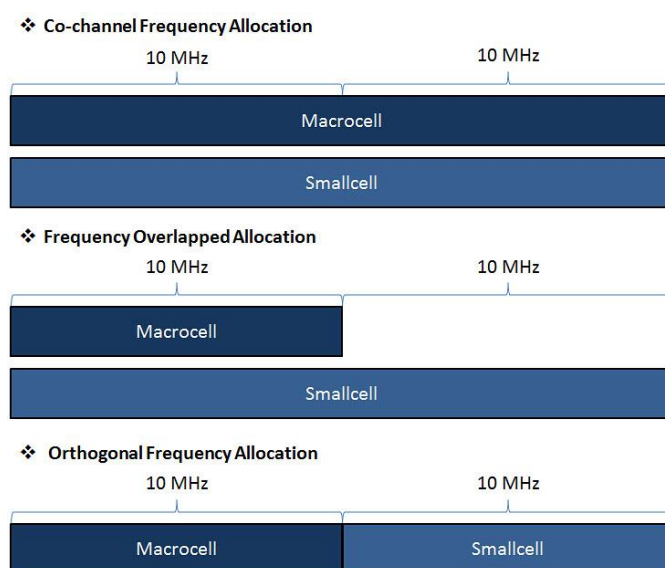 ❖ Co-channel Frequency Allocation
10 MHz 10 MHz
Macrocell
Smallcell
❖ Frequency Overlapped Allocation
10 MHz 10 MHz
Macrocell
Smallcell
❖ Orthogonal Frequency Allocation
10 MHz 10 MHz
Macrocell Smallcell